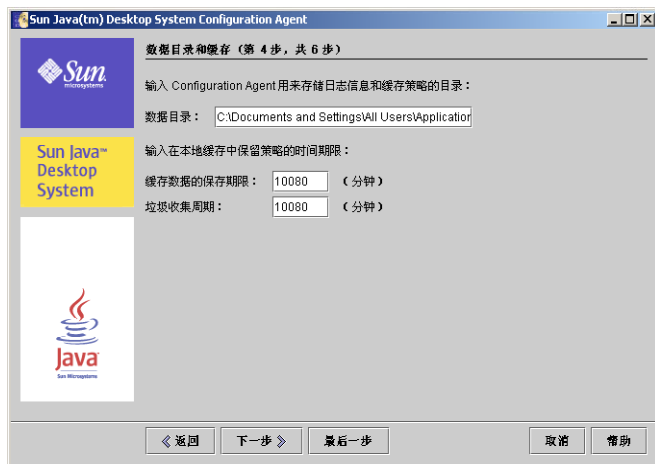 Sun Java(tm) Desktop System Configuration Agent
Sun
microsystems
Sun Java™
Desktop
System
Java
Sun Microsystems
数据目录和缓存（第 4 步，共 6 步）
输入 Configuration Agent 用来存储日志信息和缓存策略的目录：
数据目录： C:\Documents and Settings\All Users\Application
输入在本地缓存中保留策略的时间期限：
缓存数据的保存期限： 10080 （分钟）
垃圾收集周期： 10080 （分钟）
返回 下一步 最后一步 取消 帮助